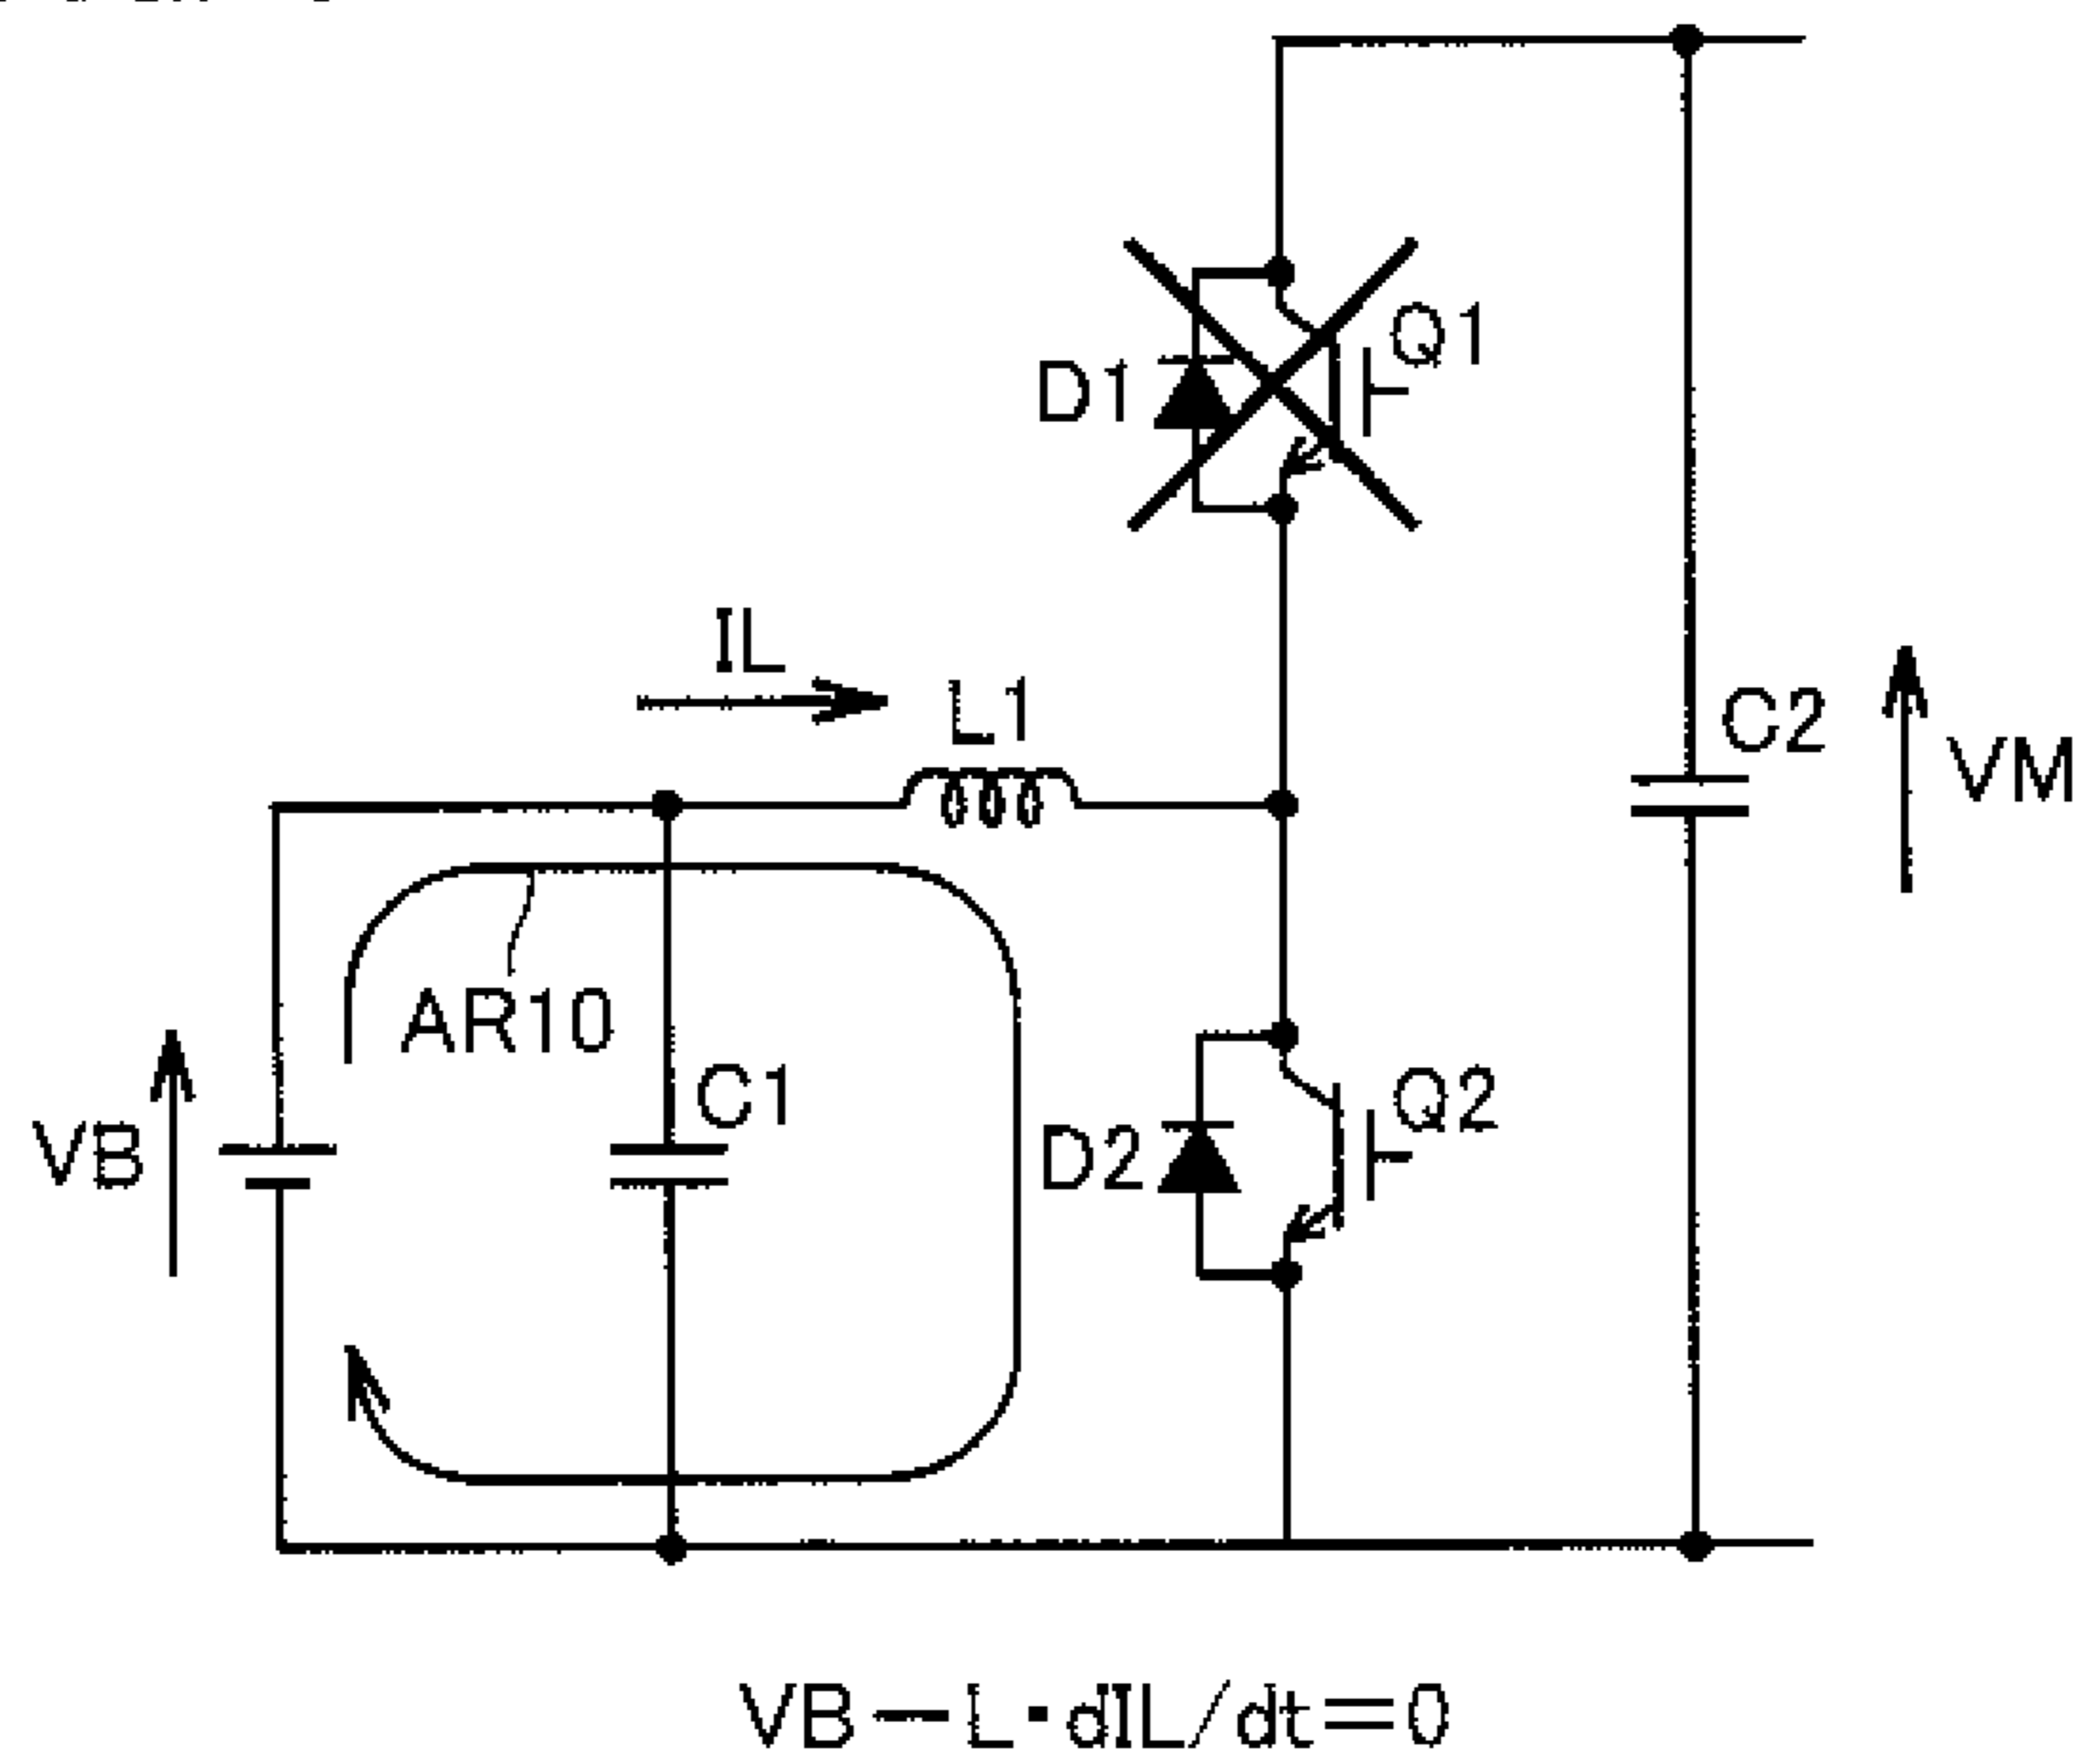 Q1
D1
IL
L1
C2
VM
AR10
C1
Q2
VB
D2
VB－L・dIL/dt＝0